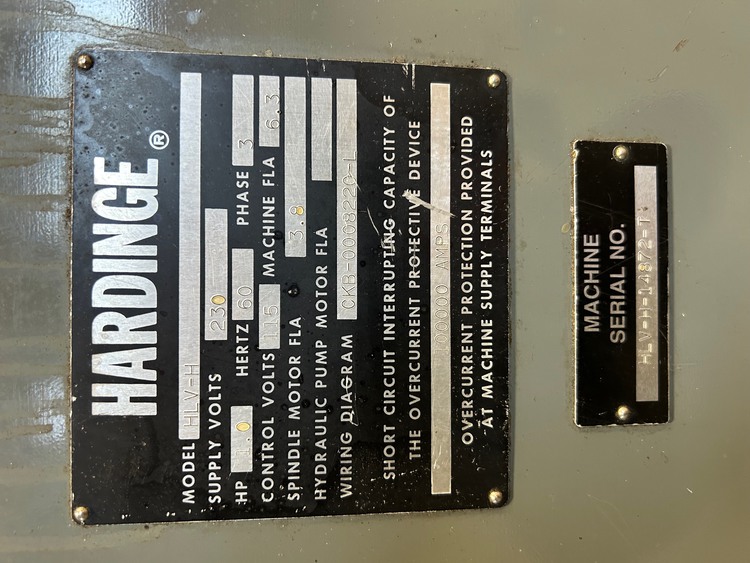 HARDINGE®
MODEL HLV-H
SUPPLY VOLTS 230
HP 1.0 HERTZ 60 PHASE 3
CONTROL VOLTS 115 MACHINE FLA 6.3
SPINDLE MOTOR FLA 3.8
HYDRAULIC PUMP MOTOR FLA
WIRING DIAGRAM CKB-0008220-L
SHORT CIRCUIT INTERRUPTING CAPACITY OF
THE OVERCURRENT PROTECTIVE DEVICE
100000 AMPS
OVERCURRENT PROTECTION PROVIDED
AT MACHINE SUPPLY TERMINALS
MACHINE
SERIAL NO.
HLV-H-14872-T